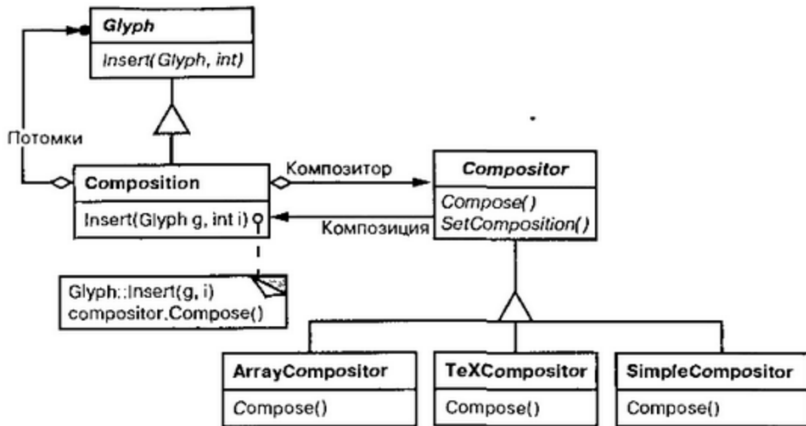 Glyph
Insert(Glyph, int)
Потомки
Composition
Insert(Glyph g, int i)
Композитор
Композиция
Compositor
Compose()
SetComposition()
Glyph::Insert(g, i)
compositor.Compose()
ArrayCompositor
Compose()
TeXCompositor
Compose()
SimpleCompositor
Compose()